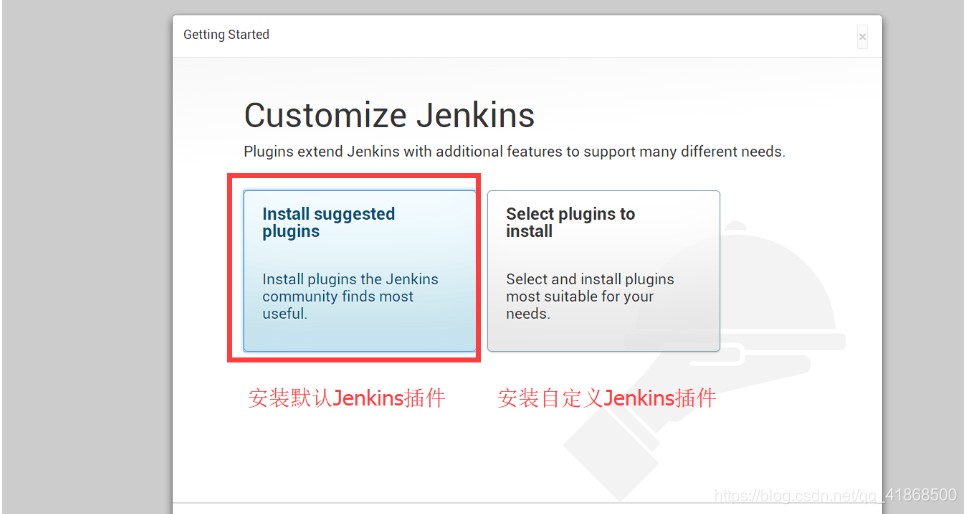 Getting Started
×
Customize Jenkins
Plugins extend Jenkins with additional features to support many different needs.
Install suggested
plugins
Install plugins the Jenkins
community finds most
useful.
Select plugins to
install
Select and install plugins
most suitable for your
needs.
安装默认Jenkins插件
安装自定义Jenkins插件
https://blog.csdn.net/qq_41868500